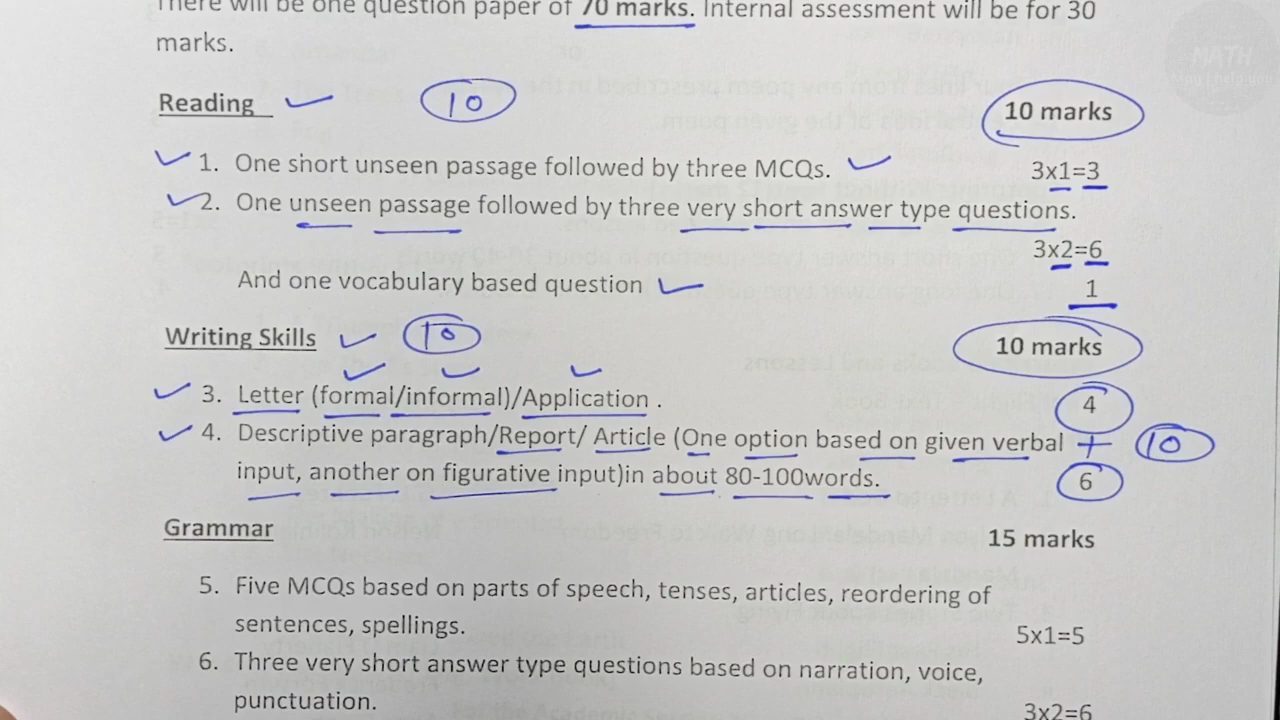 There will be one question paper of 70 marks. Internal assessment will be for 30
marks.
Reading 10 10 marks
1. One short unseen passage followed by three MCQs. 3x1=3
2. One unseen passage followed by three very short answer type questions.
3x2=6
And one vocabulary based question 1
Writing Skills 10 10 marks
3. Letter (formal/informal)/Application . 4
4. Descriptive paragraph/Report/ Article (One option based on given verbal + 10
input, another on figurative input)in about 80-100words. 6
Grammar 15 marks
5. Five MCQs based on parts of speech, tenses, articles, reordering of
sentences, spellings. 5x1=5
6. Three very short answer type questions based on narration, voice,
punctuation. 3x2=6
NATH